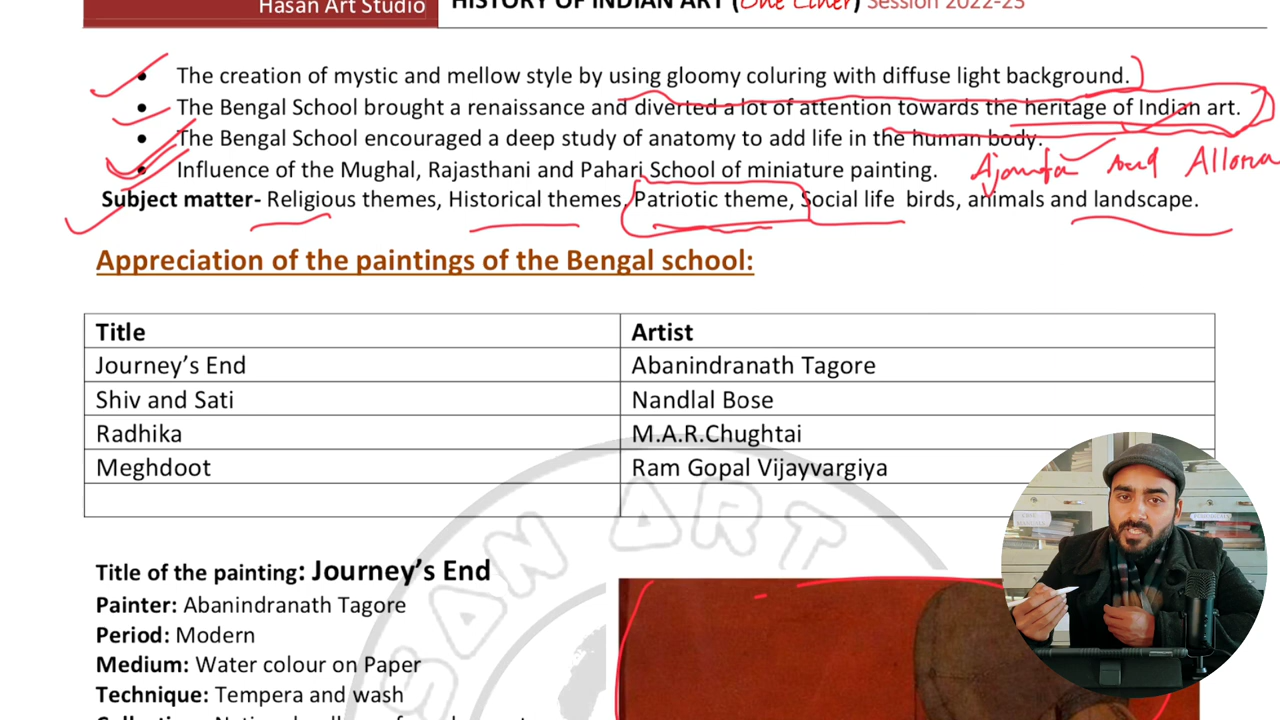 Hasan Art Studio HISTORY OF INDIAN ART (One Liner) Session 2022-23
• The creation of mystic and mellow style by using gloomy coluring with diffuse light background.
• The Bengal School brought a renaissance and diverted a lot of attention towards the heritage of Indian art.
• The Bengal School encouraged a deep study of anatomy to add life in the human body.
• Influence of the Mughal, Rajasthani and Pahari School of miniature painting. Ajanta and Allora
Subject matter- Religious themes, Historical themes, Patriotic theme, Social life birds, animals and landscape.
Appreciation of the paintings of the Bengal school:
Title Artist
Journey's End Abanindranath Tagore
Shiv and Sati Nandlal Bose
Radhika M.A.R.Chughtai
Meghdoot Ram Gopal Vijayvargiya
SAN ART
Title of the painting: Journey's End
Painter: Abanindranath Tagore
Period: Modern
Medium: Water colour on Paper
Technique: Tempera and wash